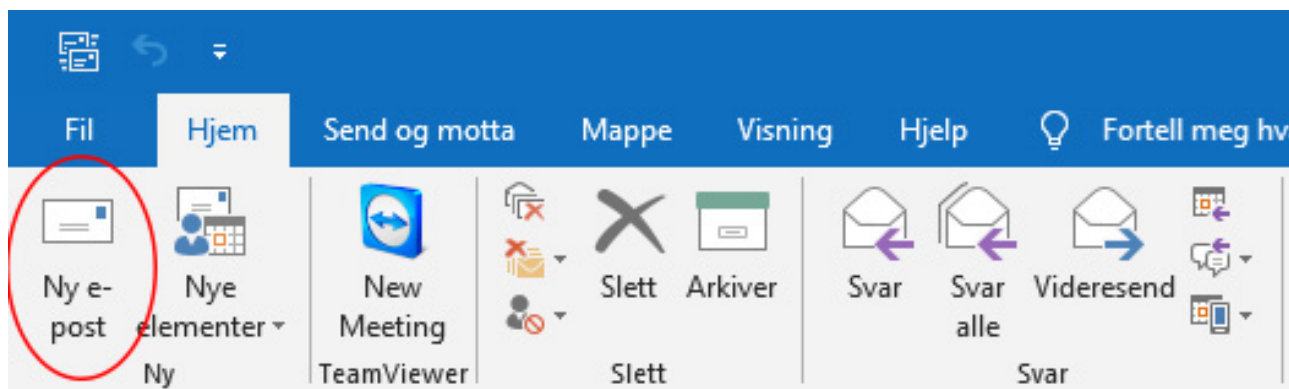 Fil Hjem Send og motta Mappe Visning Hjelp Fortell meg hv
Ny e-
post
Nye
elementer
New
Meeting
Slett
Arkiver
Svar
Svar
alle
Videresend
Ny
TeamViewer
Slett
Svar